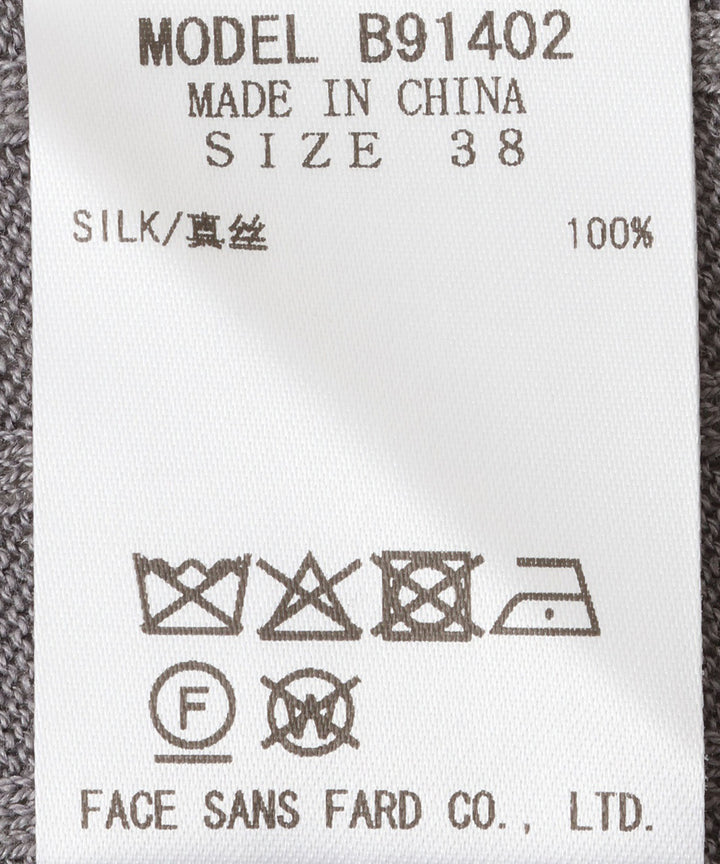 MODEL B91402
MADE IN CHINA
SIZE 38
SILK/真丝 100%
F W
FACE SANS FARD CO., LTD.